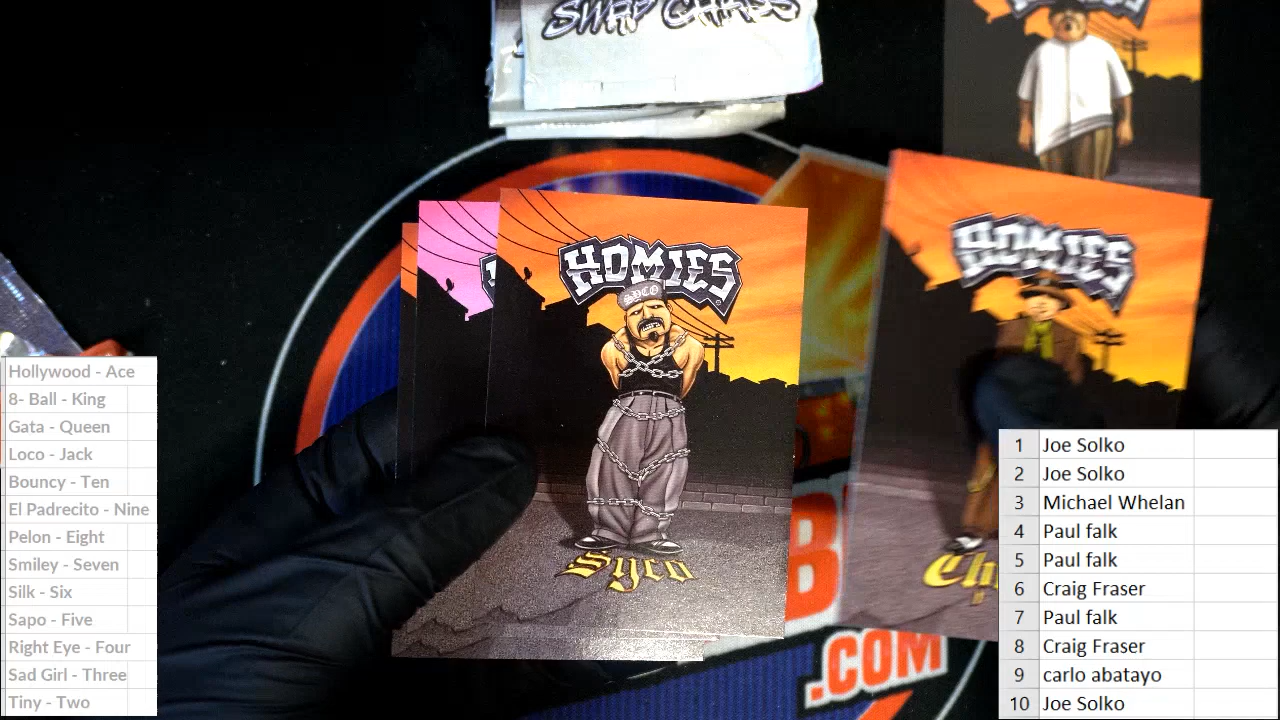 SWAP CARDS
HOMIES
HOMIES
SYCO
Syco
B
.COM
Hollywood - Ace
8- Ball - King
Gata - Queen
Loco - Jack
Bouncy - Ten
El Padrecito - Nine
Pelon - Eight
Smiley - Seven
Silk - Six
Sapo - Five
Right Eye - Four
Sad Girl - Three
Tiny - Two
1 Joe Solko
2 Joe Solko
3 Michael Whelan
4 Paul falk
5 Paul falk
6 Craig Fraser
7 Paul falk
8 Craig Fraser
9 carlo abatayo
10 Joe Solko